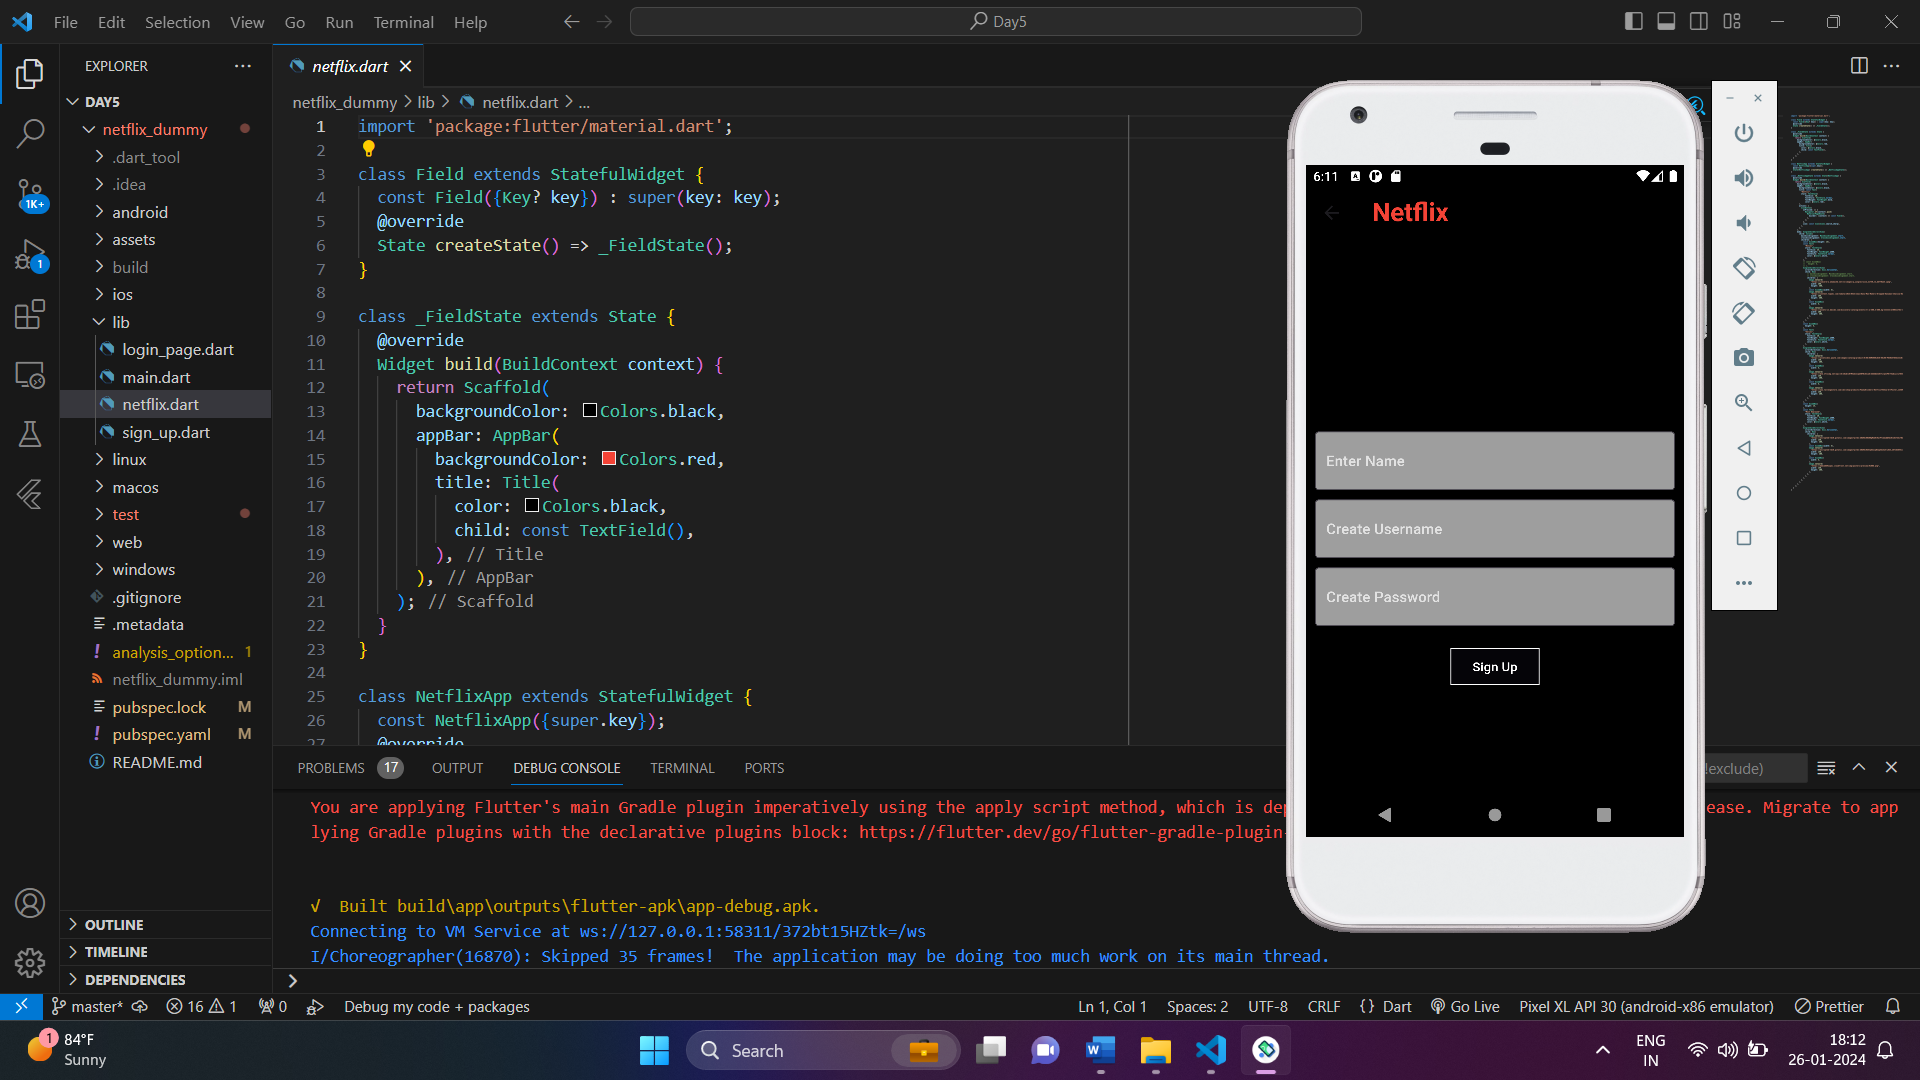 File Edit Selection View Go Run Terminal Help
Day5
EXPLORER
DAY5
netflix_dummy
.dart_tool
.idea
android
assets
build
ios
lib
login_page.dart
main.dart
netflix.dart
sign_up.dart
linux
macos
test
web
windows
.gitignore
.metadata
analysis_option... 1
netflix_dummy.iml
pubspec.lock M
pubspec.yaml M
README.md
OUTLINE
TIMELINE
DEPENDENCIES
1K+
1
netflix.dart
netflix_dummy > lib > netflix.dart > ...
1 import 'package:flutter/material.dart';
2
3 class Field extends StatefulWidget {
4 const Field({Key? key}) : super(key: key);
5 @override
6 State createState() => _FieldState();
7 }
8
9 class _FieldState extends State {
10 @override
11 Widget build(BuildContext context) {
12 return Scaffold(
13 backgroundColor: Colors.black,
14 appBar: AppBar(
15 backgroundColor: Colors.red,
16 title: Title(
17 color: Colors.black,
18 child: const TextField(),
19 ), // Title
20 ), // AppBar
21 ); // Scaffold
22 }
23 }
24
25 class NetflixApp extends StatefulWidget {
26 const NetflixApp({super.key});
27 @override
6:11
Netflix
Enter Name
Create Username
Create Password
Sign Up
PROBLEMS 17 OUTPUT DEBUG CONSOLE TERMINAL PORTS
!exclude)
You are applying Flutter's main Gradle plugin imperatively using the apply script method, which is de ease. Migrate to app
lying Gradle plugins with the declarative plugins block: https://flutter.dev/go/flutter-gradle-plugin-
√ Built build\app\outputs\flutter-apk\app-debug.apk.
Connecting to VM Service at ws://127.0.0.1:58311/372bt15HZtk=/ws
I/Choreographer(16870): Skipped 35 frames! The application may be doing too much work on its main thread.
master* 16 1 0 Debug my code + packages Ln 1, Col 1 Spaces: 2 UTF-8 CRLF {} Dart Go Live Pixel XL API 30 (android-x86 emulator) Prettier
1
84°F
Sunny
Search
ENG
IN
18:12
26-01-2024